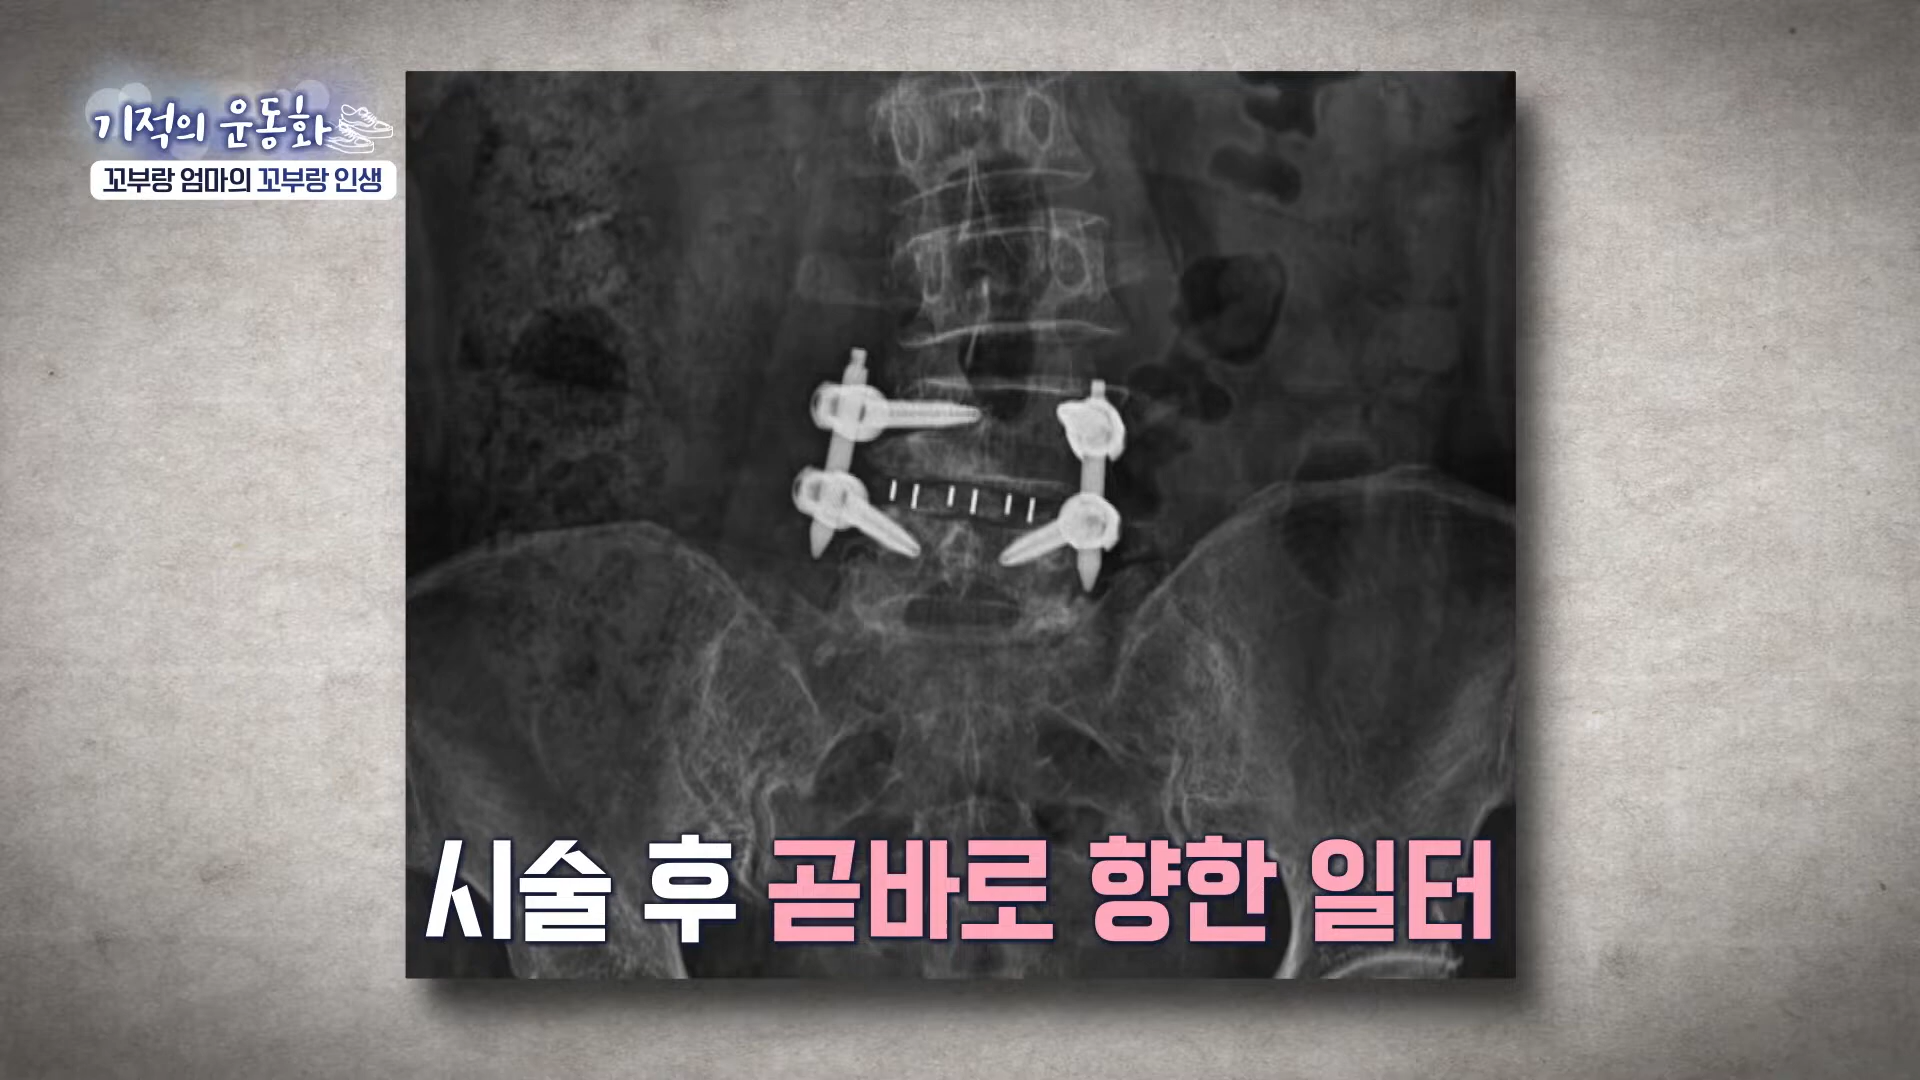 기적의 운동화
꼬부랑 엄마의 꼬부랑 인생
시술 후 곧바로 향한 일터